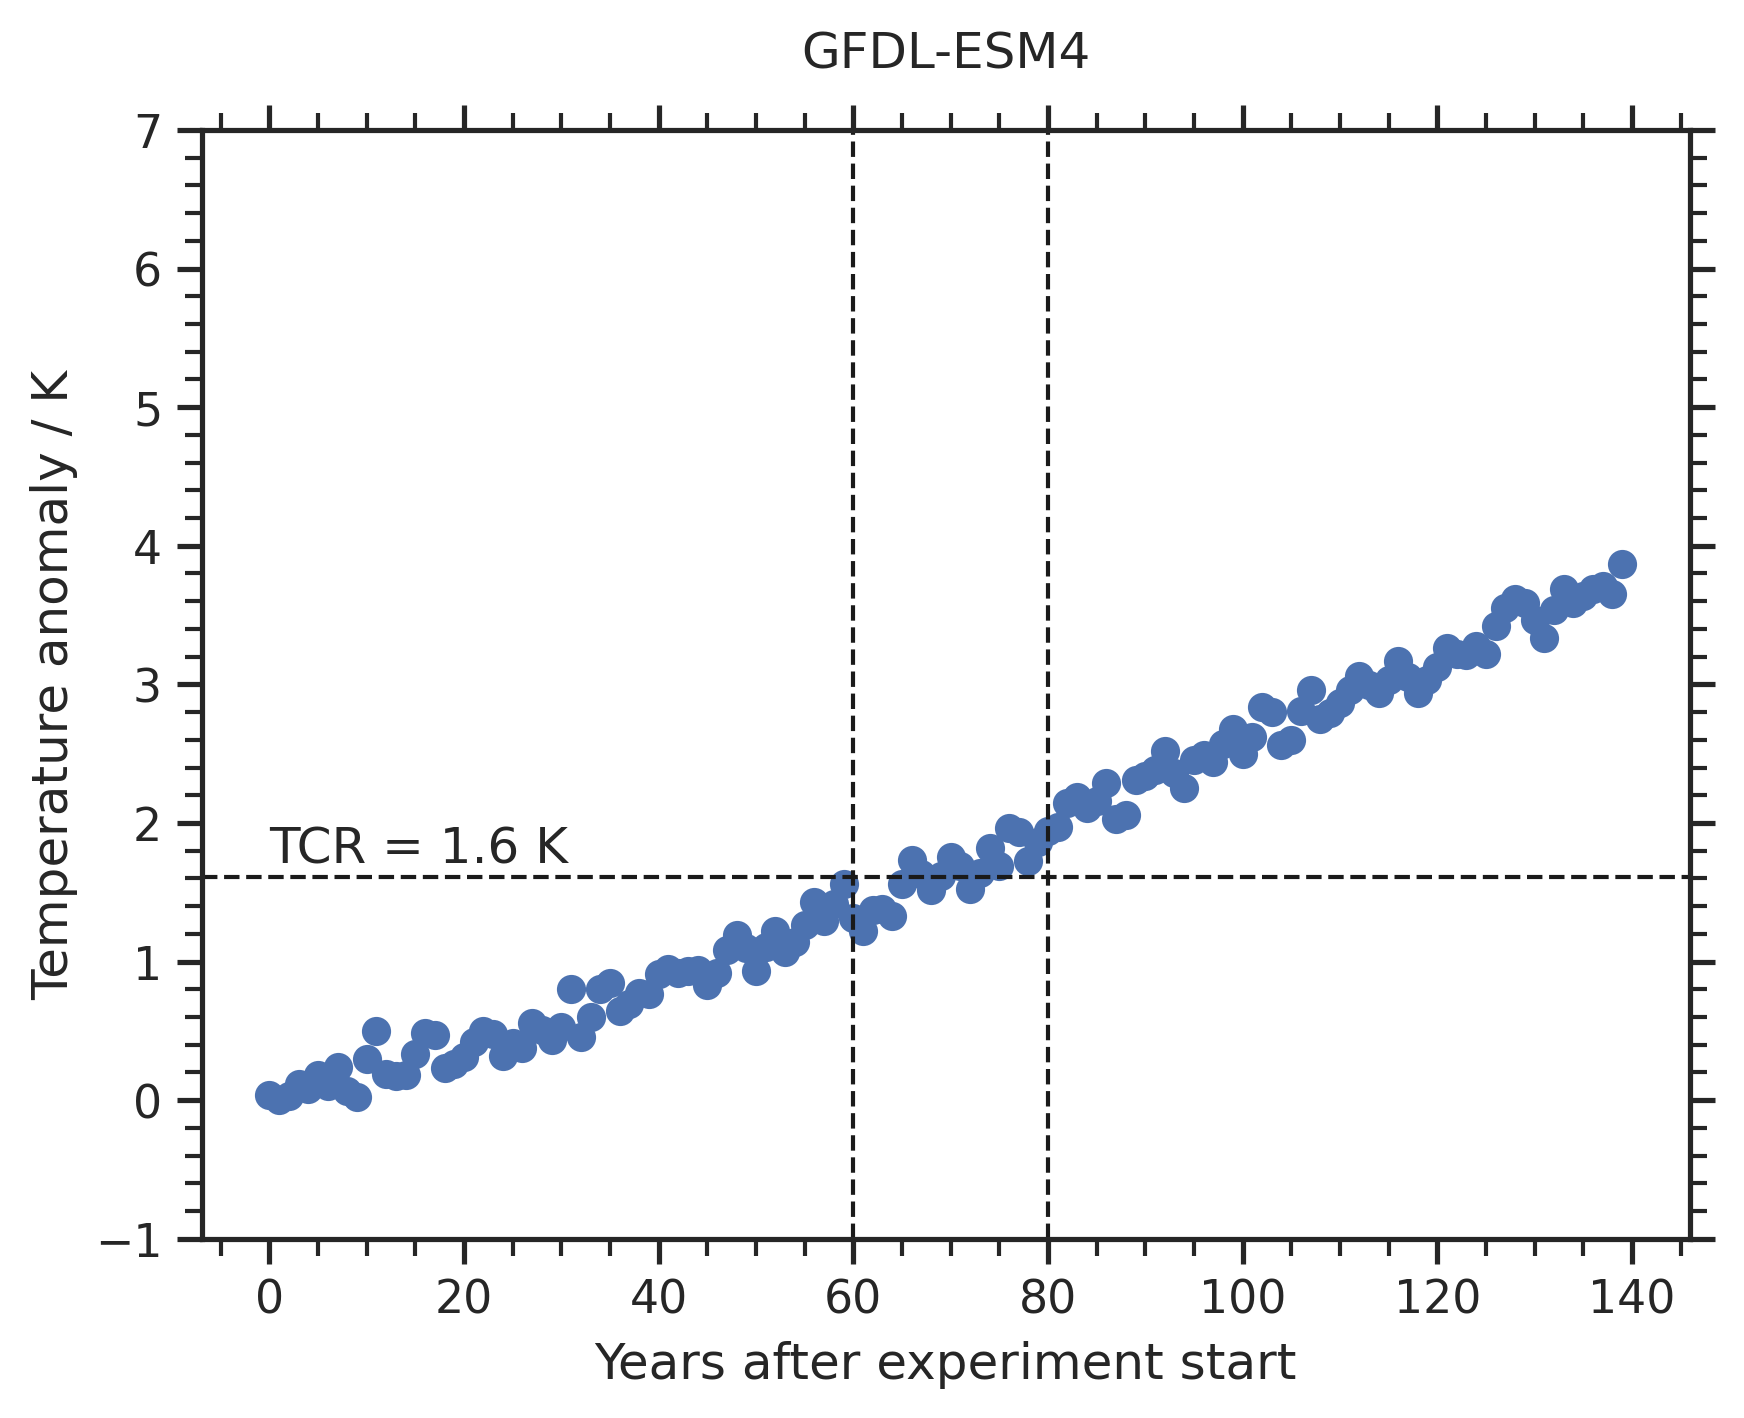 GFDL-ESM4
7
6
5
4
3
2
1
0
−1
Temperature anomaly / K
TCR = 1.6 K
0 20 40 60 80 100 120 140
Years after experiment start